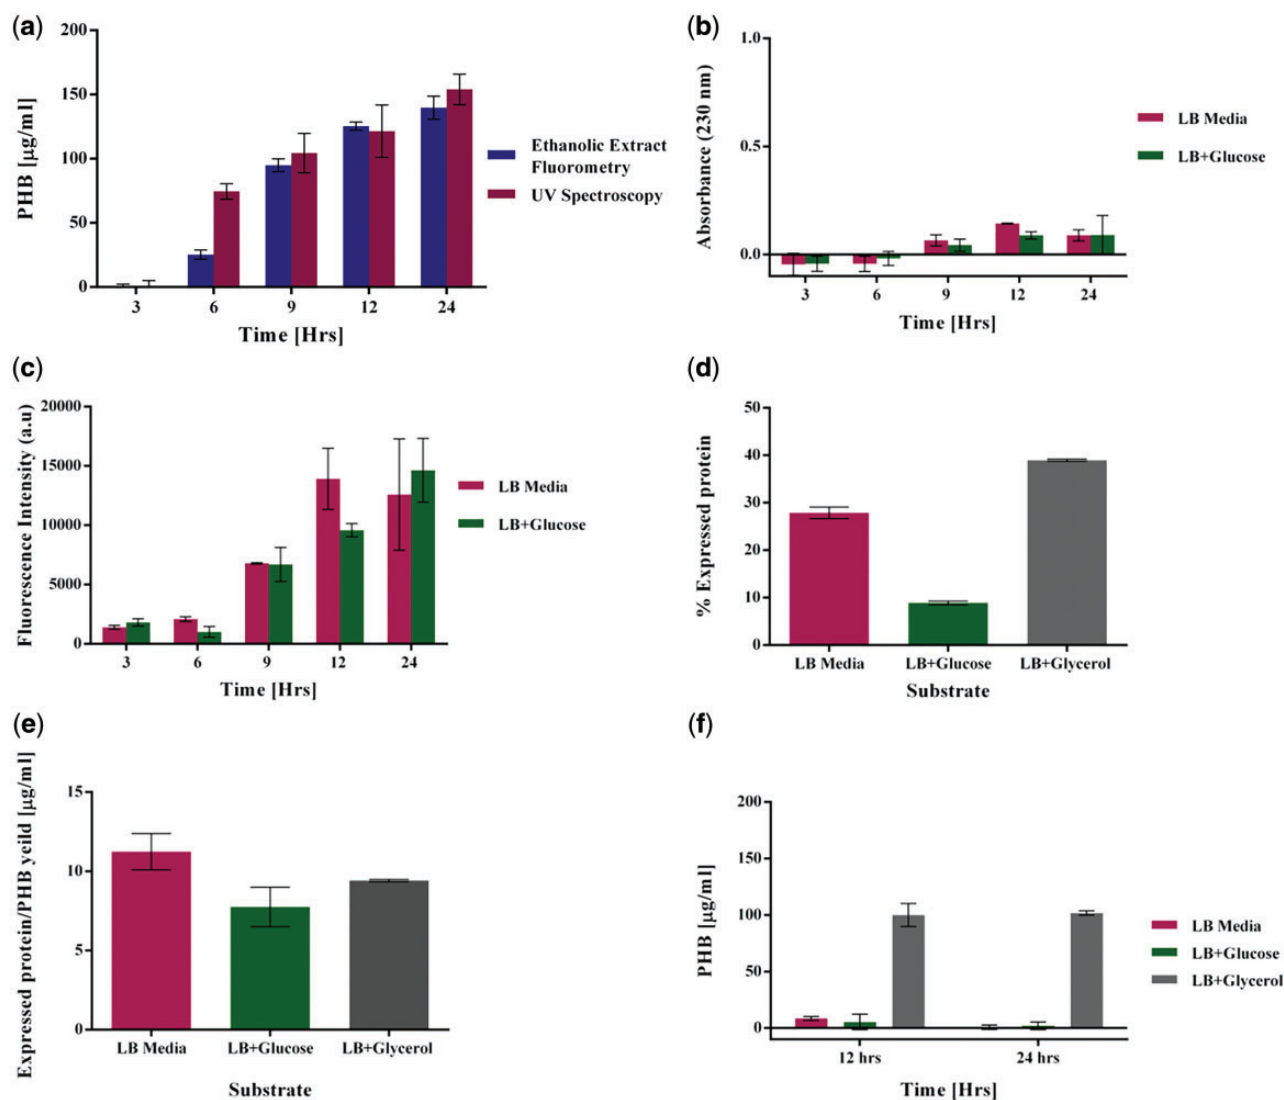 (a)
PHB [µg/ml]
200
150
100
50
0
3 6 9 12 24
Time [Hrs]
Ethanolic Extract
Fluorometry
UV Spectroscopy
(b)
Absorbance (230 nm)
1.0
0.5
0.0
3 6 9 12 24
Time [Hrs]
LB Media
LB+Glucose
(c)
Fluorescence Intensity (a.u)
20000
15000
10000
5000
0
3 6 9 12 24
Time [Hrs]
LB Media
LB+Glucose
(d)
% Expressed protein
50
40
30
20
10
0
LB Media LB+Glucose LB+Glycerol
Substrate
(e)
Expressed protein/PHB yeild [µg/ml]
15
10
5
0
LB Media LB+Glucose LB+Glycerol
Substrate
(f)
PHB [µg/ml]
200
150
100
50
0
12 hrs 24 hrs
Time [Hrs]
LB Media
LB+Glucose
LB+Glycerol